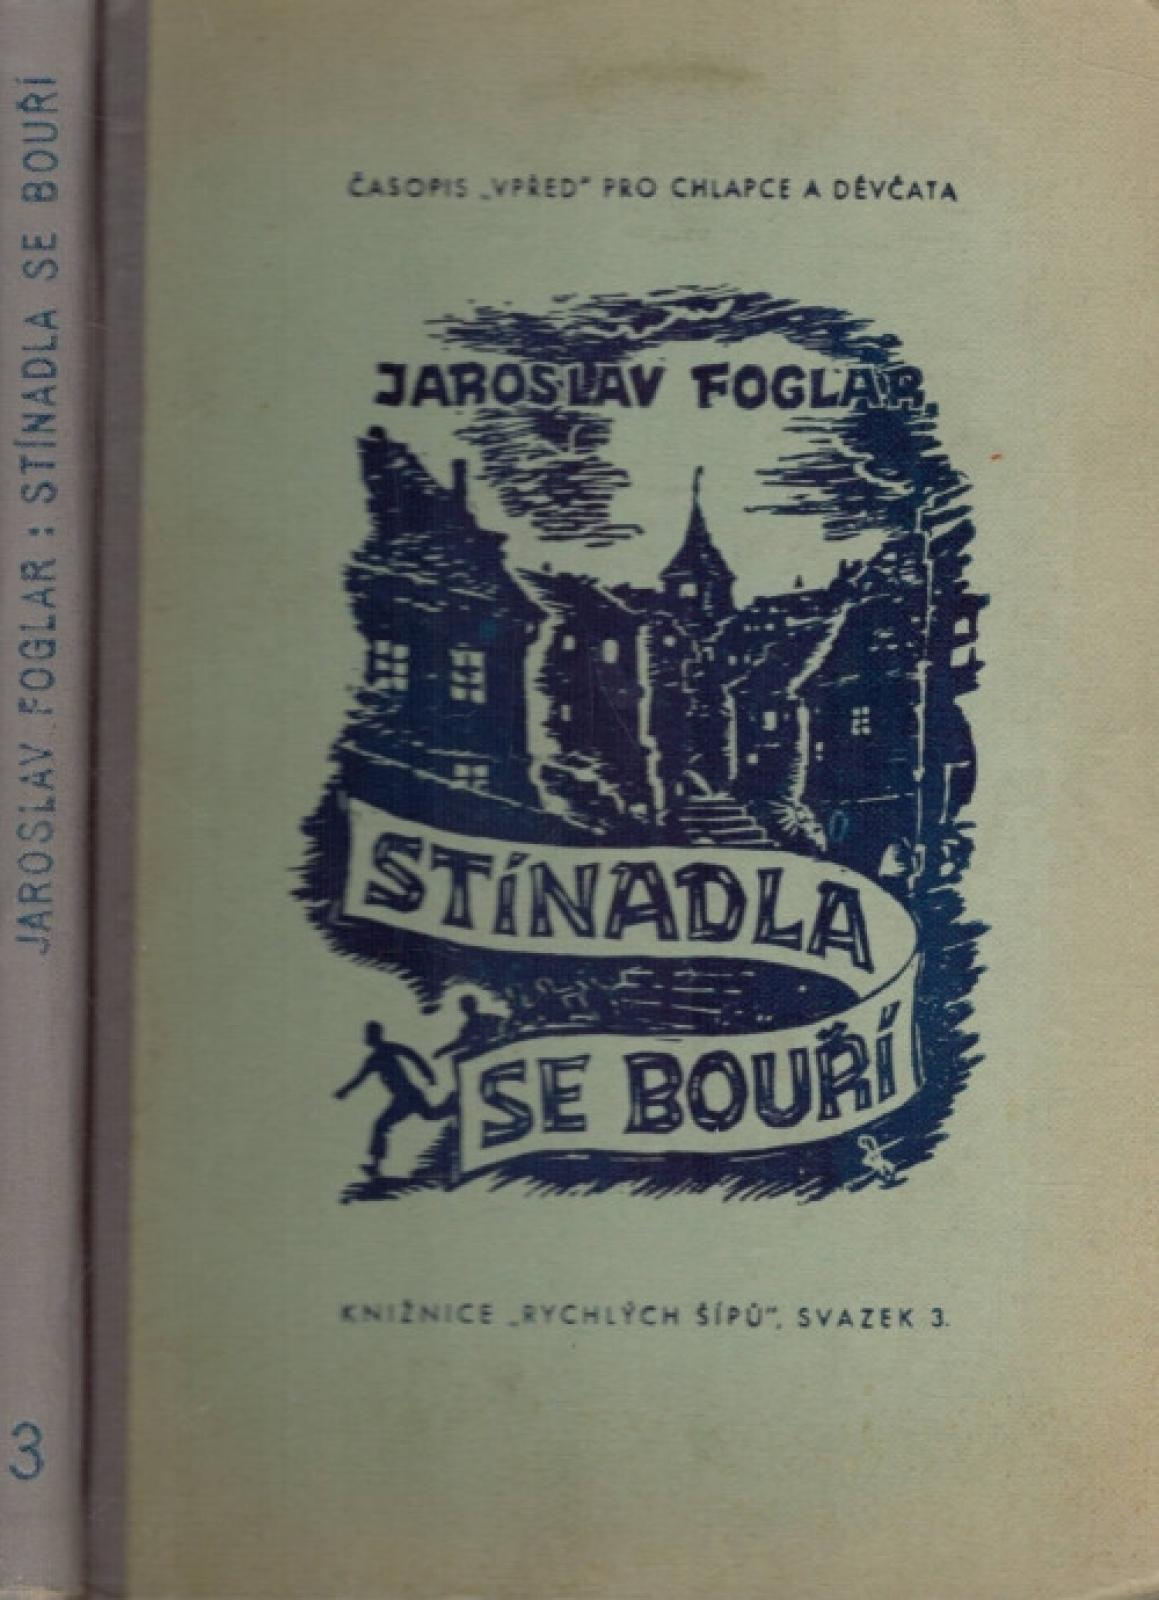 JAROSLAV FOGLAR : STÍNADLA SE BOUŘÍ
3
ČASOPIS „VPŘED" PRO CHLAPCE A DĚVČATA
JAROSLAV FOGLAR
STÍNADLA
SE BOUŘÍ
KNIŽNICE „RYCHLÝCH ŠÍPŮ", SVAZEK 3.